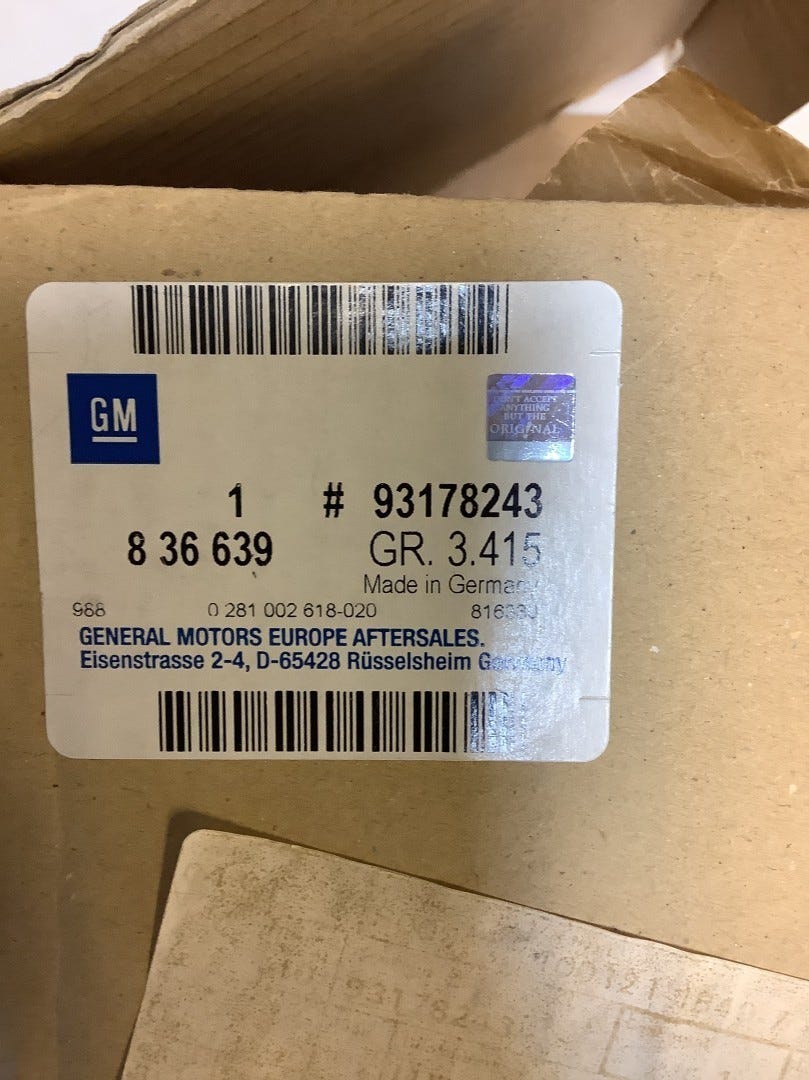 GM
DON'T ACCEPT
ANYTHING
BUT THE
ORIGINAL
1 # 93178243
8 36 639 GR. 3.415
Made in Germany
988 0 281 002 618-020
GENERAL MOTORS EUROPE AFTERSALES.
Eisenstrasse 2-4, D-65428 Rüsselsheim Germany
93178243